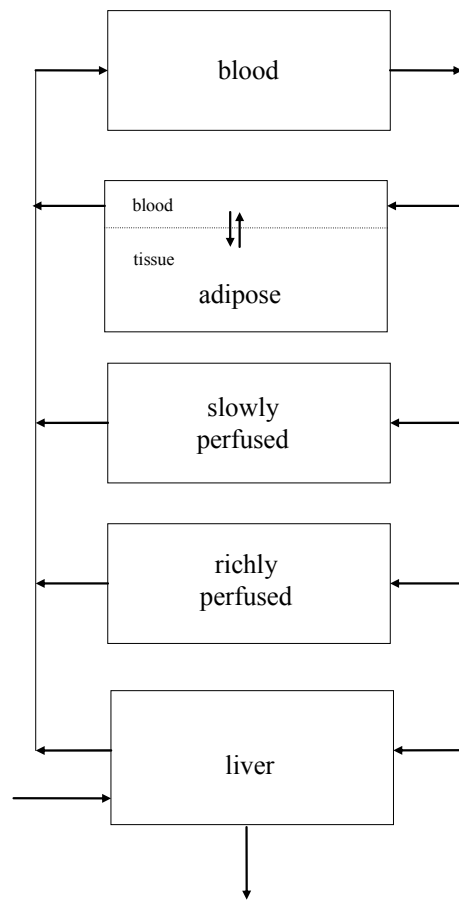 blood
blood
tissue
adipose
slowly
perfused
richly
perfused
liver